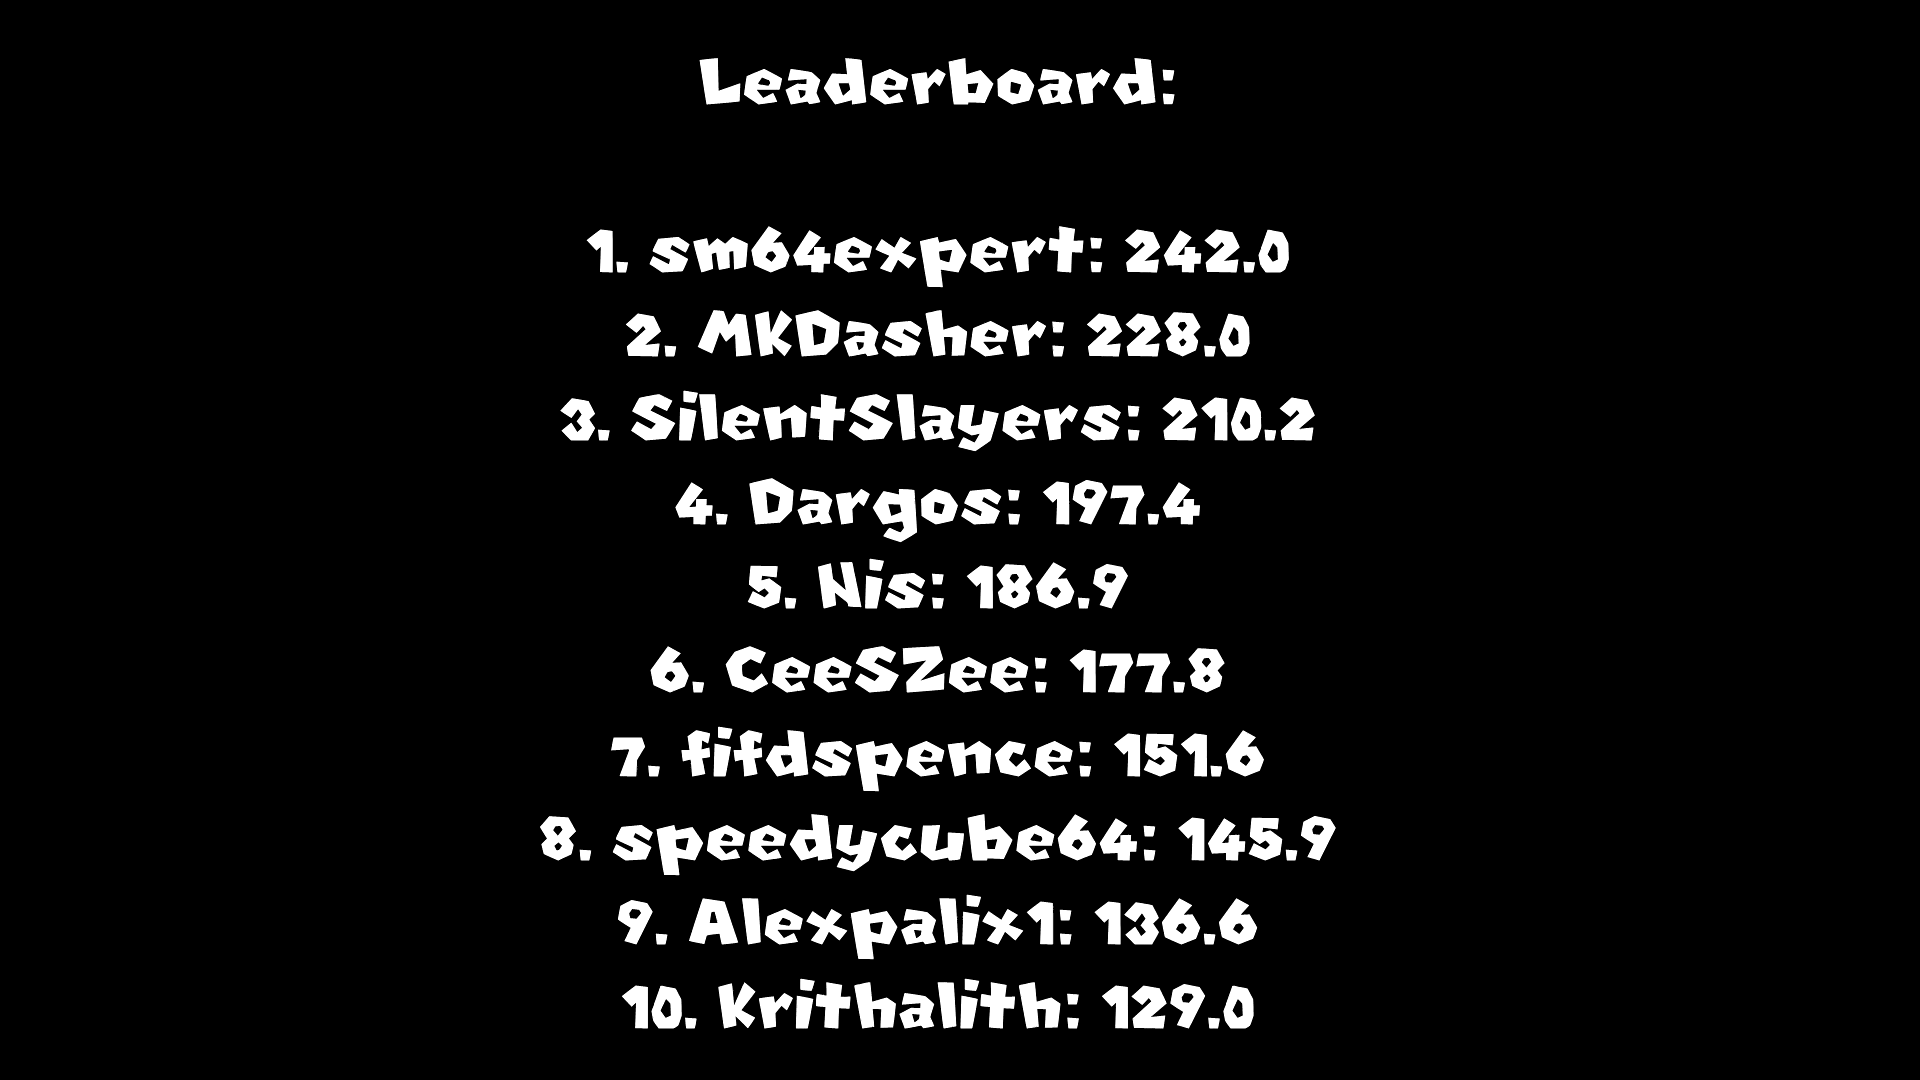 Leaderboard:
1. sm64expert: 242.0
2. MKDasher: 228.0
3. SilentSlayers: 210.2
4. Dargos: 197.4
5. Nis: 186.9
6. CeeSZee: 177.8
7. fifdspence: 151.6
8. speedycube64: 145.9
9. Alexpalix1: 136.6
10. Krithalith: 129.0